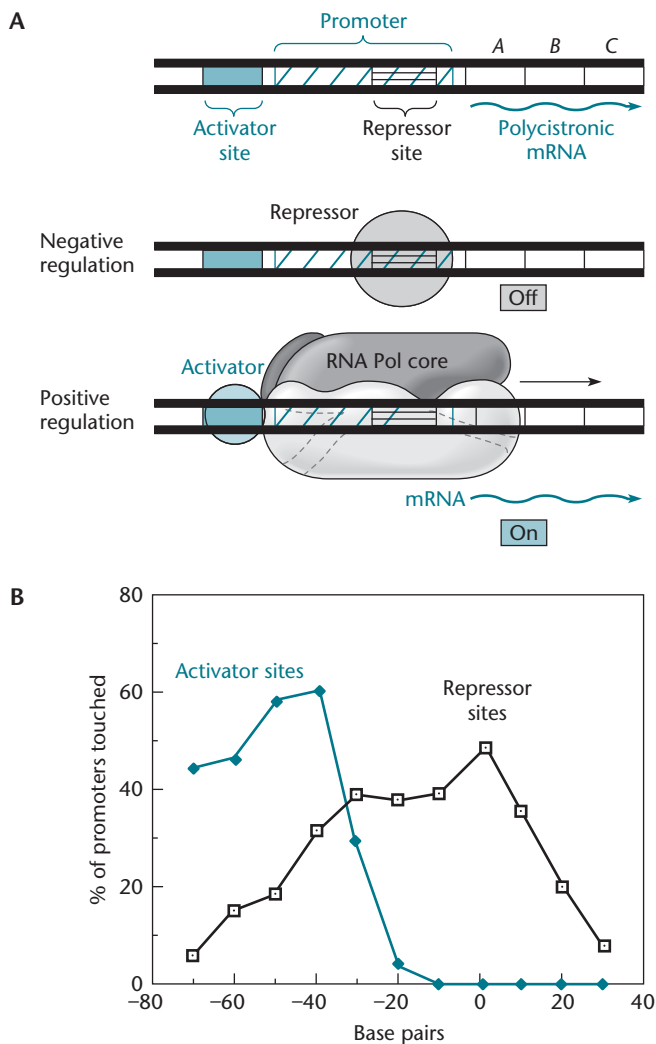 A
Promoter
A B C
Activator
site
Repressor
site
Polycistronic
mRNA
Repressor
Negative
regulation
Off
Activator
RNA Pol core
Positive
regulation
mRNA
On
B
80
60
40
20
0
% of promoters touched
Activator sites
Repressor
sites
−80 −60 −40 −20 0 20 40
Base pairs